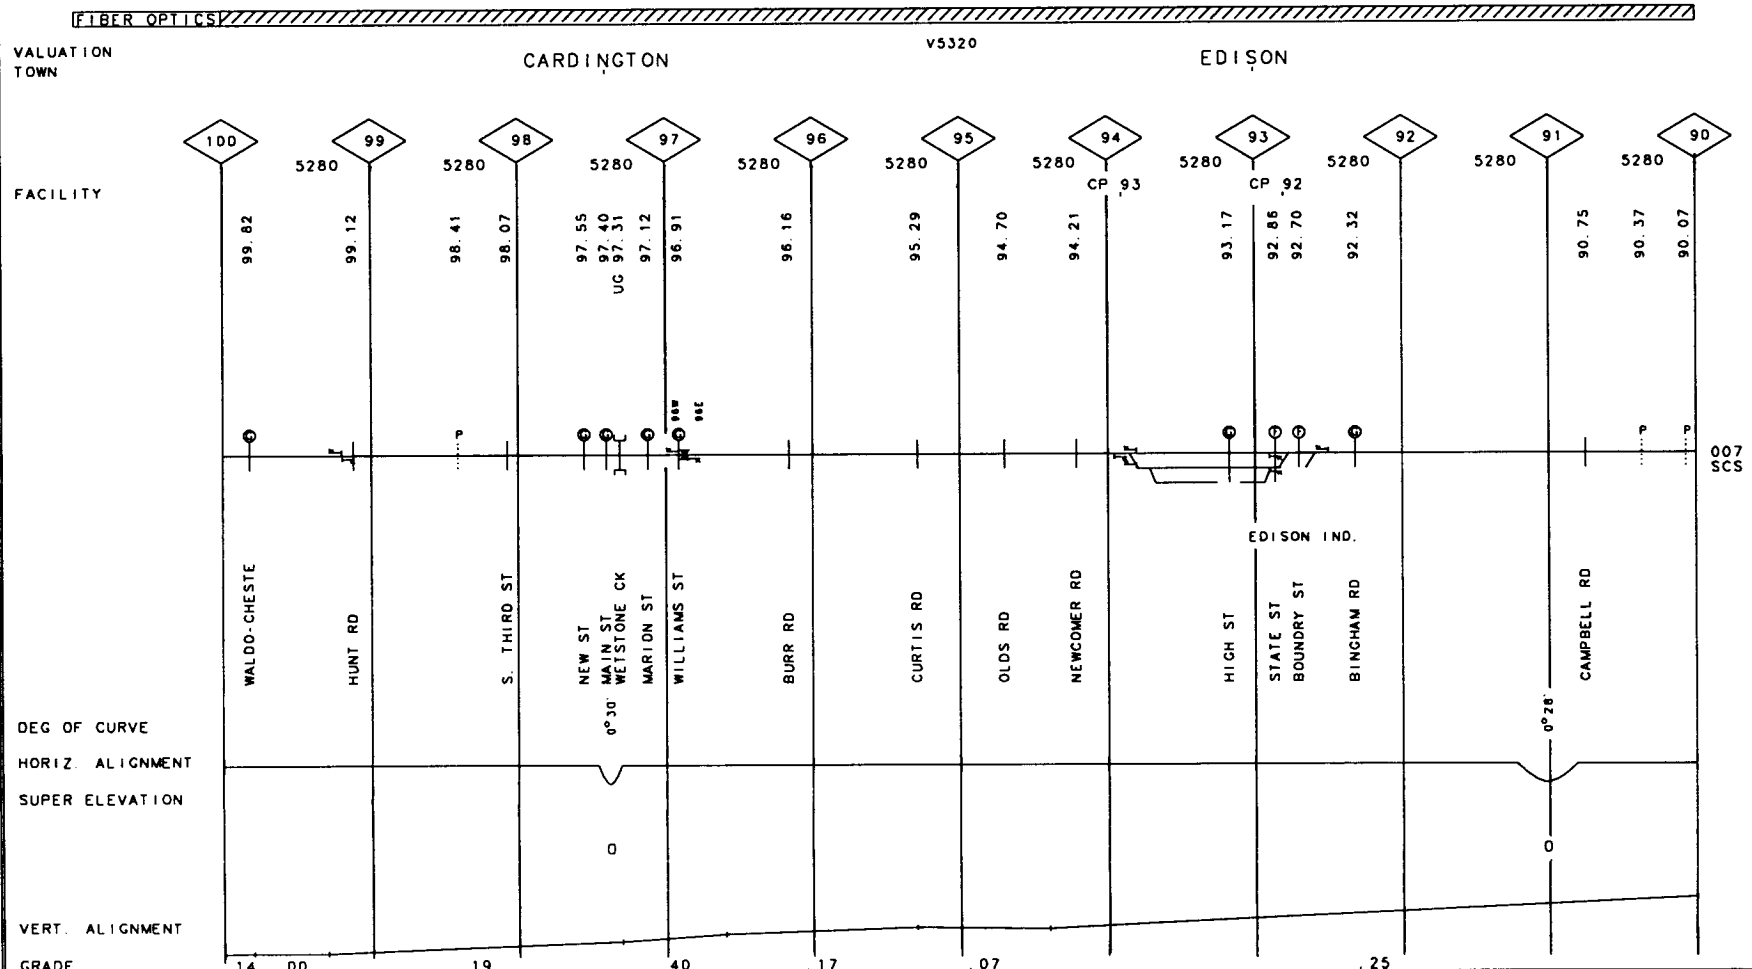 FIBER OPTICS
VALUATION V5320
TOWN CARDINGTON EDISON
100 99 98 97 96 95 94 93 92 91 90
5280 5280 5280 5280 5280 5280 5280 5280 5280 5280
FACILITY CP 93 CP 92
99.82 99.12 98.41 98.07 97.55 97.40 97.31 97.12 96.91 96.16 95.29 94.70 94.21 93.17 92.86 92.70 92.32 90.75 90.37 90.07
UG
96W 96E
G P G G G G G F F G P P
007
SCS
EDISON IND.
WALDO-CHESTE
HUNT RD
S. THIRD ST
NEW ST
MAIN ST
WETSTONE CK
MARION ST
WILLIAMS ST
BURR RD
CURTIS RD
OLDS RD
NEWCOMER RD
HIGH ST
STATE ST
BOUNDRY ST
BINGHAM RD
CAMPBELL RD
DEG OF CURVE 0°30' 0°28'
HORIZ. ALIGNMENT
SUPER ELEVATION
0 0
VERT. ALIGNMENT
GRADE .14 .00 .19 .40 .17 .07 .25